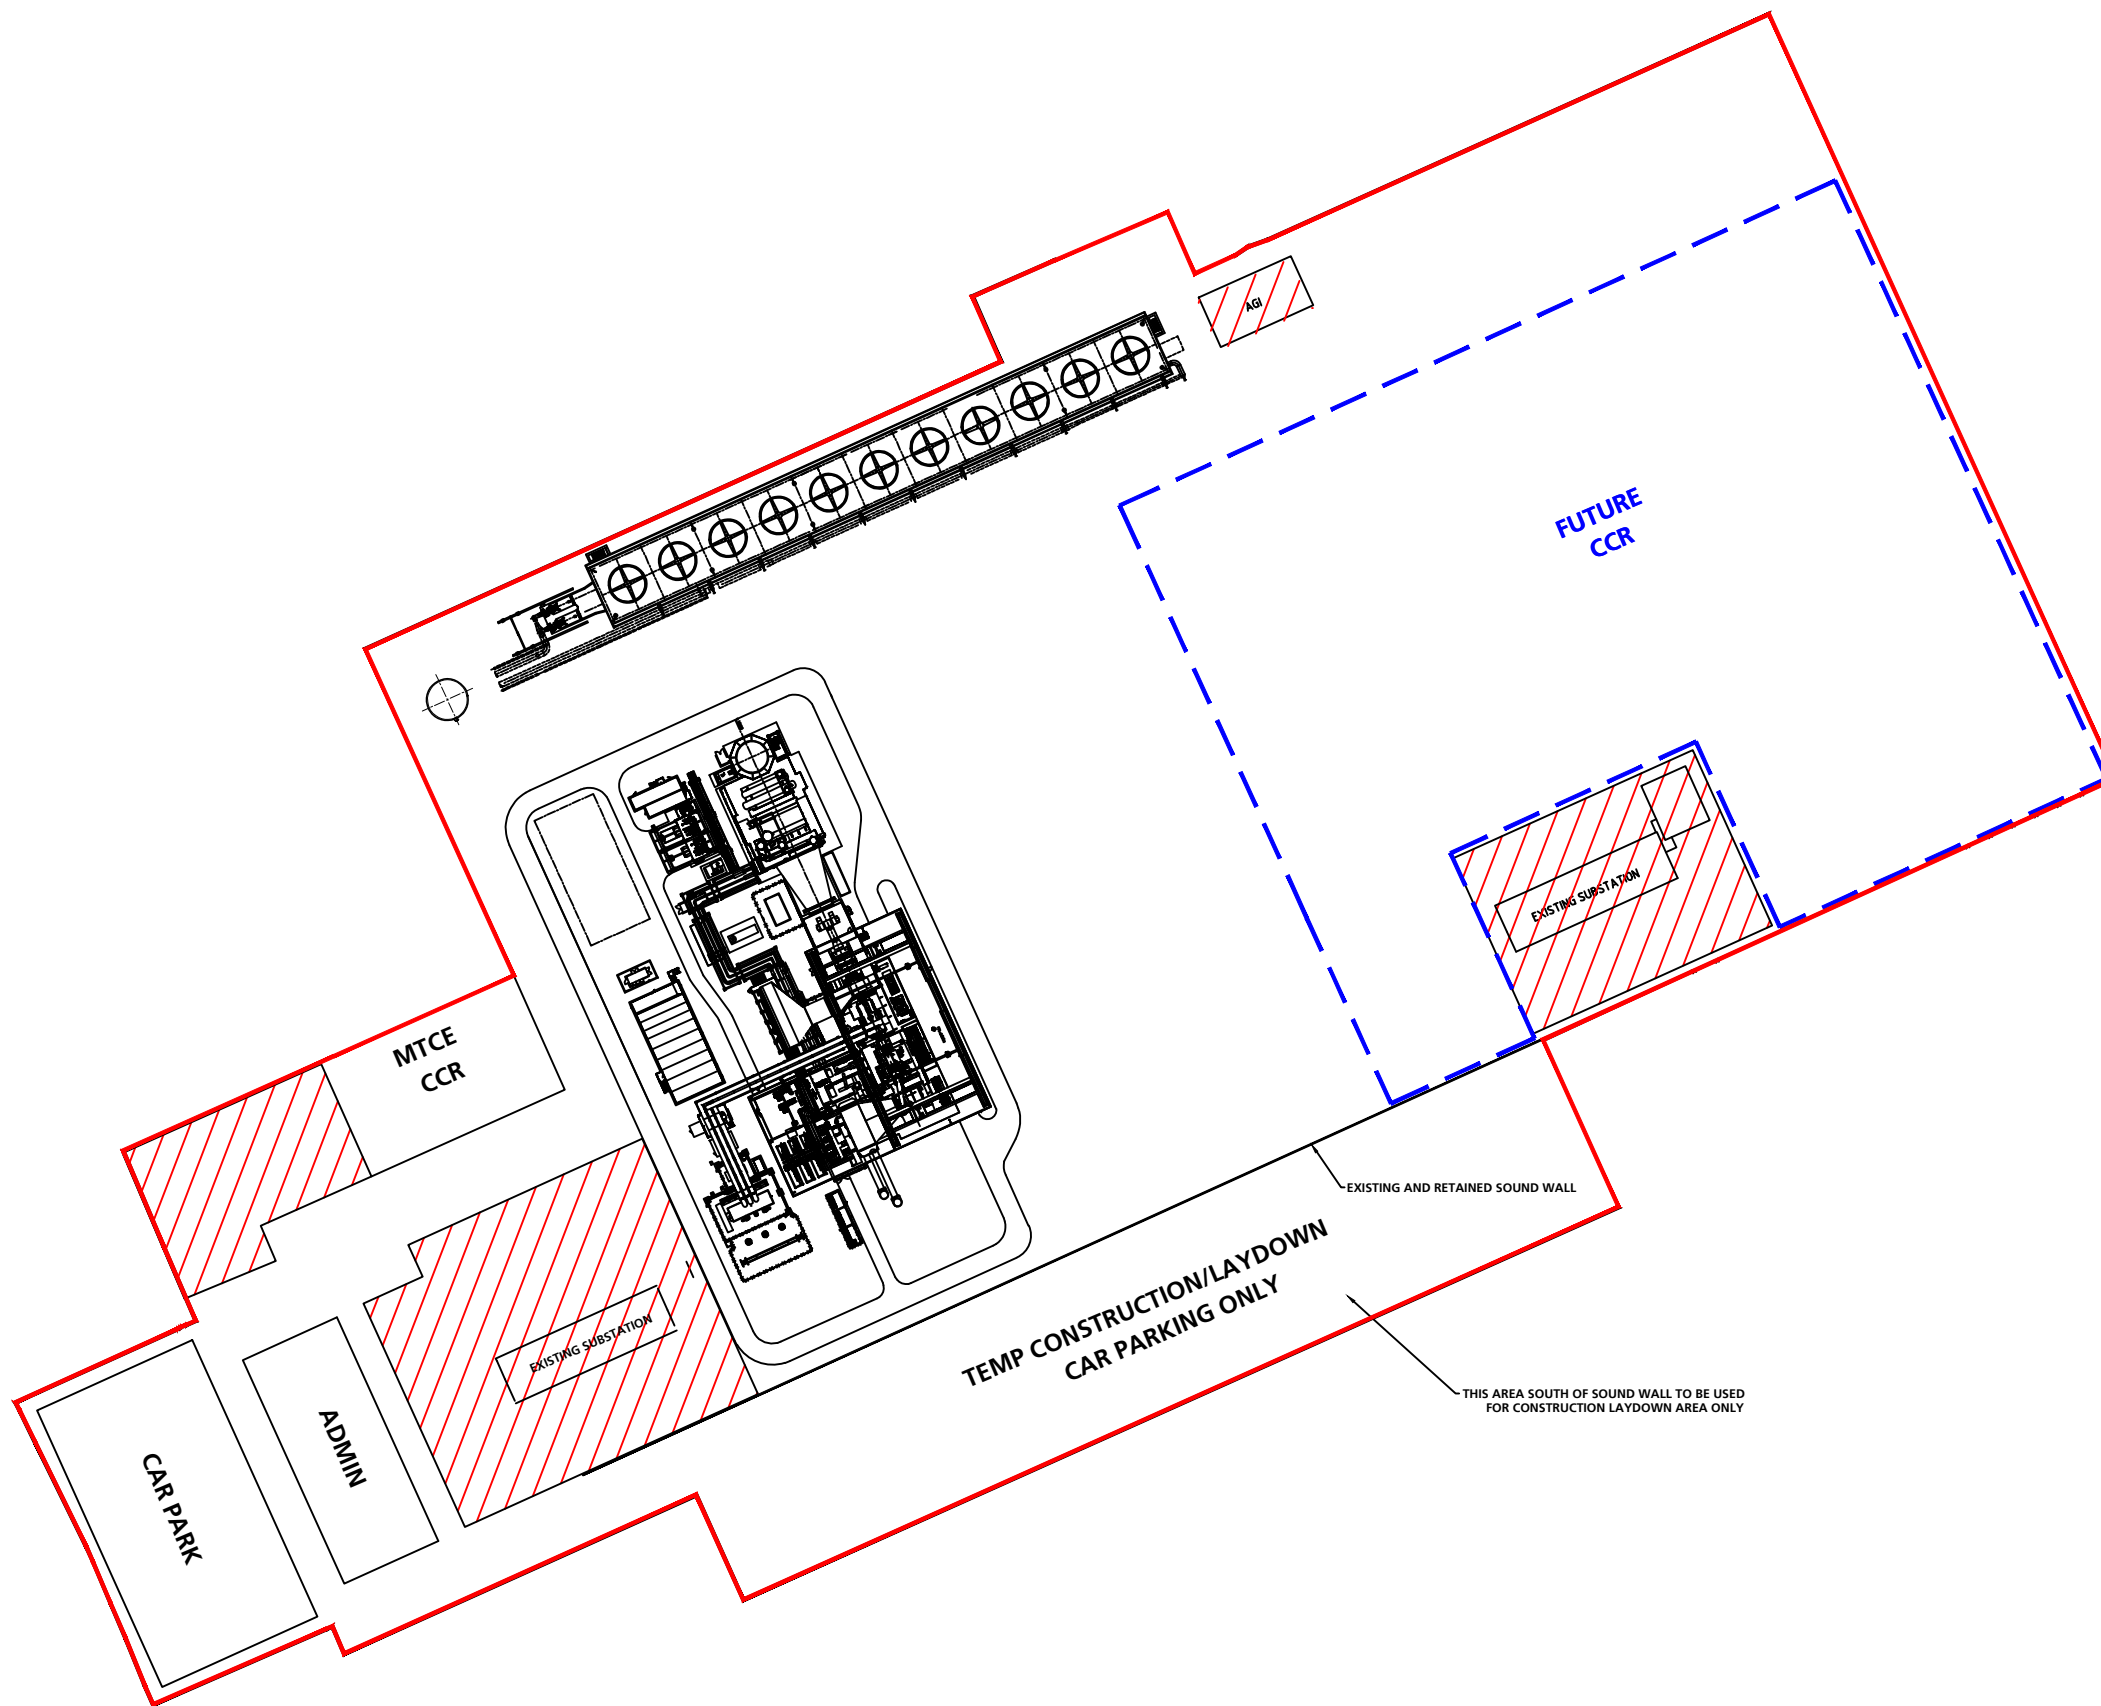 AGI
FUTURE
CCR
EXISTING SUBSTATION
MTCE
CCR
EXISTING AND RETAINED SOUND WALL
TEMP CONSTRUCTION/LAYDOWN
CAR PARKING ONLY
EXISTING SUBSTATION
THIS AREA SOUTH OF SOUND WALL TO BE USED
FOR CONSTRUCTION LAYDOWN AREA ONLY
ADMIN
CAR PARK